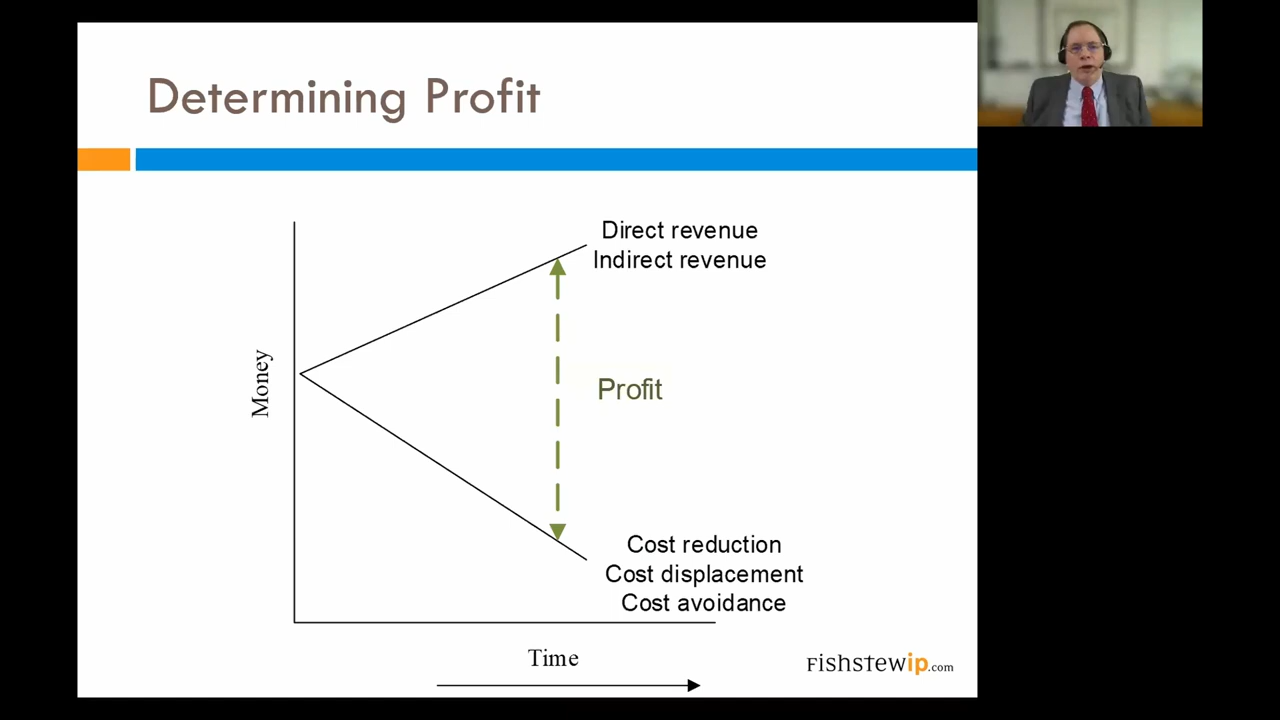 Determining Profit
Direct revenue
Indirect revenue
Money
Profit
Cost reduction
Cost displacement
Cost avoidance
Time
Fishstewip.com